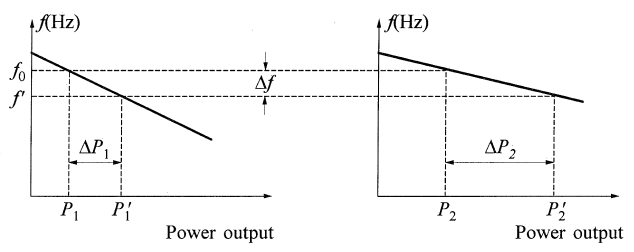 f(Hz)
f₀
f′
ΔP₁
P₁ P₁′
Power output
Δf
f(Hz)
ΔP₂
P₂ P₂′
Power output